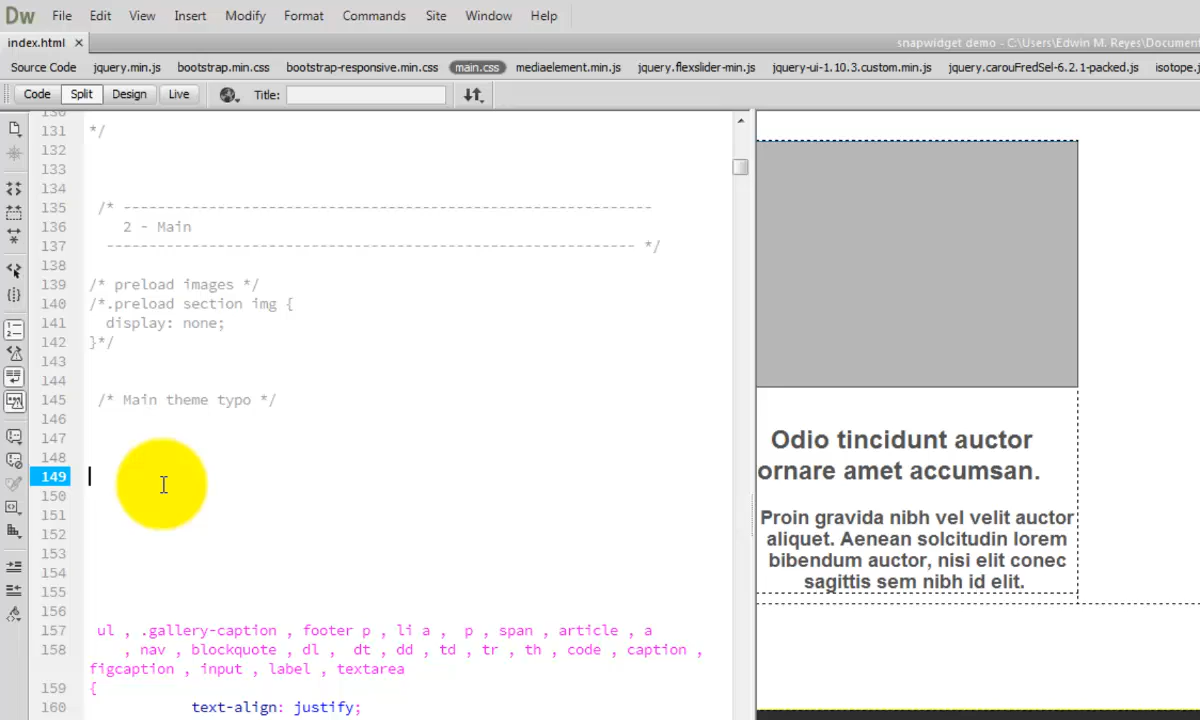 Dw File Edit View Insert Modify Format Commands Site Window Help
index.html × snapwidget demo - C:\Users\Edwin M. Reyes\Document
Source Code jquery.min.js bootstrap.min.css bootstrap-responsive.min.css main.css mediaelement.min.js jquery.flexslider-min.js jquery-ui-1.10.3.custom.min.js jquery.carouFredSel-6.2.1-packed.js isotope.j
Code Split Design Live Title:
130
131 */
132
133
134
135 /* --------------------------------------------------------------
136 2 - Main
137 -------------------------------------------------------------- */
138
139 /* preload images */
140 /*.preload section img {
141 display: none;
142 }*/
143
144
145 /* Main theme typo */
146
147
148
149
150
151
152
153
154
155
156
157 ul , .gallery-caption , footer p , li a , p , span , article , a
158 , nav , blockquote , dl , dt , dd , td , tr , th , code , caption ,
figcaption , input , label , textarea
159 {
160 text-align: justify;
Odio tincidunt auctor
ornare amet accumsan.
Proin gravida nibh vel velit auctor
aliquet. Aenean solcitudin lorem
bibendum auctor, nisi elit conec
sagittis sem nibh id elit.